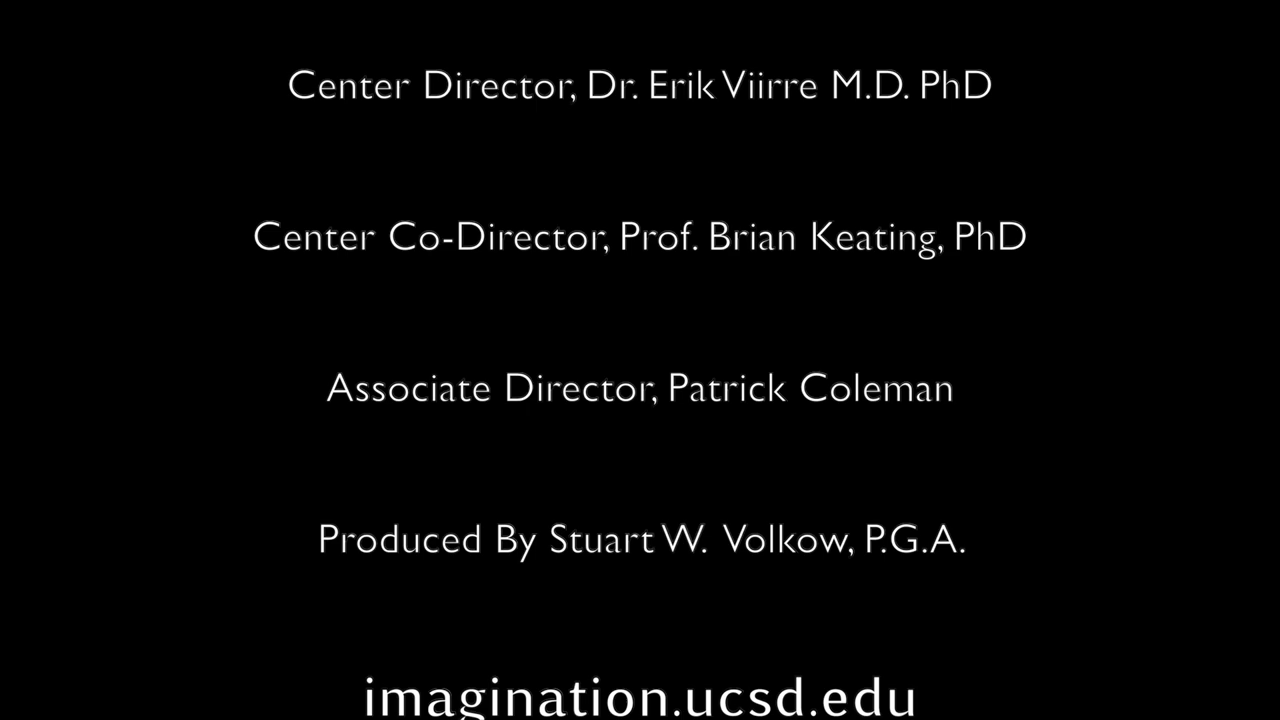 Center Director, Dr. Erik Viirre M.D. PhD
Center Co-Director, Prof. Brian Keating, PhD
Associate Director, Patrick Coleman
Produced By Stuart W. Volkow, P.G.A.
imagination.ucsd.edu